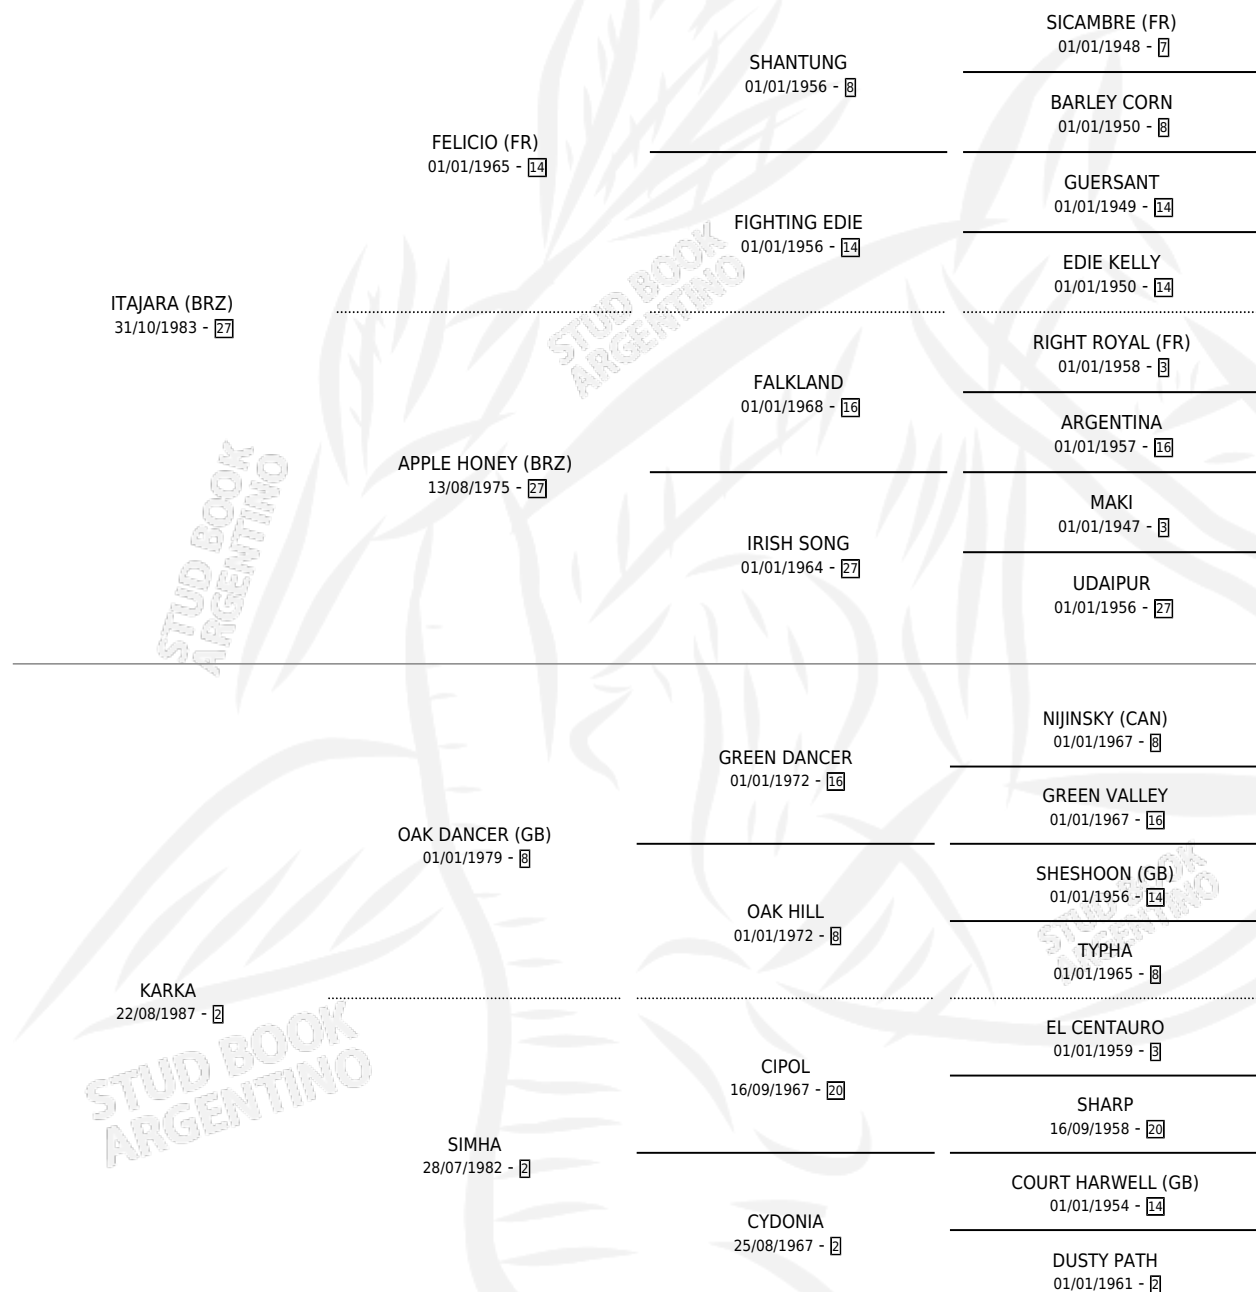 SICAMBRE (FR)
01/01/1948 - 7
SHANTUNG
01/01/1956 - 8
BARLEY CORN
01/01/1950 - 8
FELICIO (FR)
01/01/1965 - 14
GUERSANT
01/01/1949 - 14
FIGHTING EDIE
01/01/1956 - 14
EDIE KELLY
01/01/1950 - 14
ITAJARA (BRZ)
31/10/1983 - 27
STUD BOOK
ARGENTINO
RIGHT ROYAL (FR)
01/01/1958 - 3
FALKLAND
01/01/1968 - 16
ARGENTINA
01/01/1957 - 16
APPLE HONEY (BRZ)
13/08/1975 - 27
MAKI
01/01/1947 - 3
IRISH SONG
01/01/1964 - 27
UDAIPUR
01/01/1956 - 27
STUD BOOK
ARGENTINO
NIJINSKY (CAN)
01/01/1967 - 8
GREEN DANCER
01/01/1972 - 16
GREEN VALLEY
01/01/1967 - 16
OAK DANCER (GB)
01/01/1979 - 8
SHESHOON (GB)
01/01/1956 - 14
STUD BOOK
ARGENTINO
OAK HILL
01/01/1972 - 8
TYPHA
01/01/1965 - 8
KARKA
22/08/1987 - 2
STUD BOOK
ARGENTINO
EL CENTAURO
01/01/1959 - 3
CIPOL
16/09/1967 - 20
SHARP
16/09/1958 - 20
SIMHA
28/07/1982 - 2
COURT HARWELL (GB)
01/01/1954 - 14
CYDONIA
25/08/1967 - 2
DUSTY PATH
01/01/1961 - 2